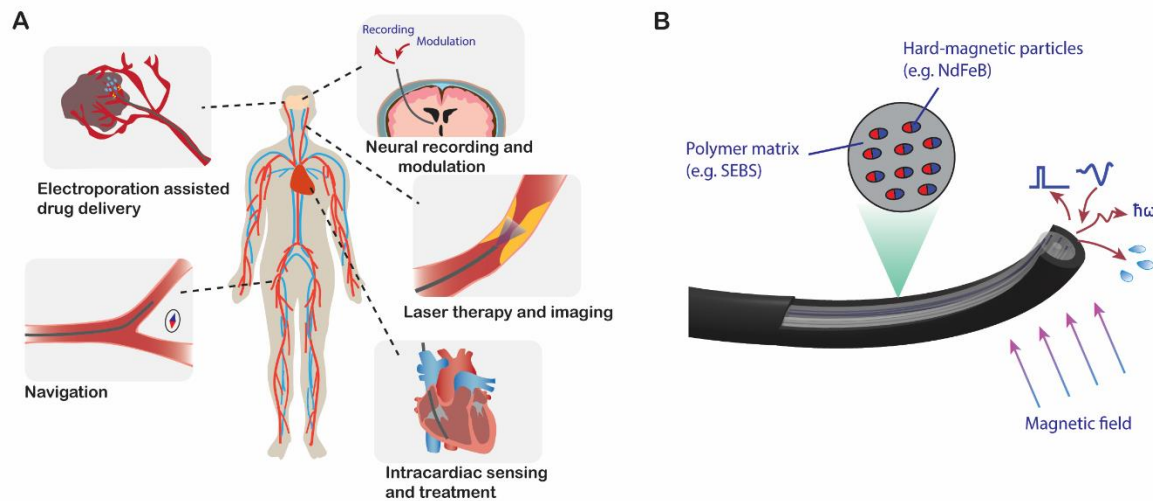 A
Recording
Modulation
Neural recording and
modulation
Electroporation assisted
drug delivery
Laser therapy and imaging
Navigation
Intracardiac sensing
and treatment
B
Hard-magnetic particles
(e.g. NdFeB)
Polymer matrix
(e.g. SEBS)
ħω
Magnetic field